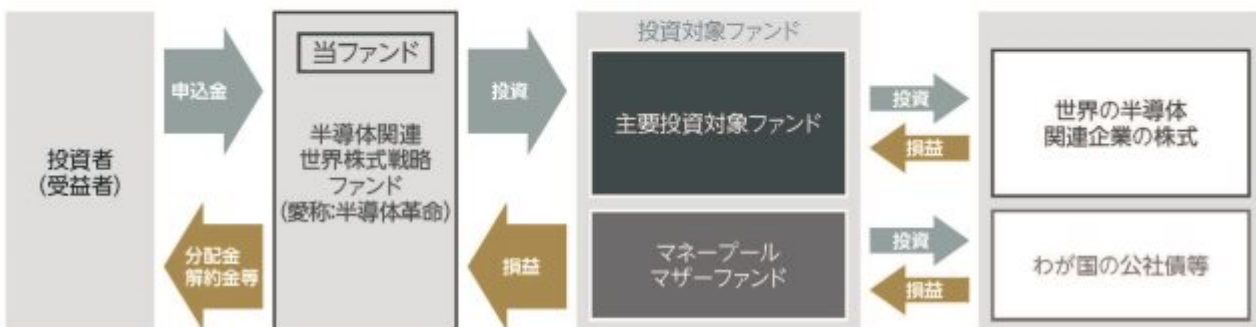 投資者
(受益者)
申込金
分配金
解約金等
当ファンド
半導体関連
世界株式戦略
ファンド
(愛称:半導体革命)
投資
損益
投資対象ファンド
主要投資対象ファンド
マネープール
マザーファンド
投資
損益
投資
損益
世界の半導体
関連企業の株式
わが国の公社債等